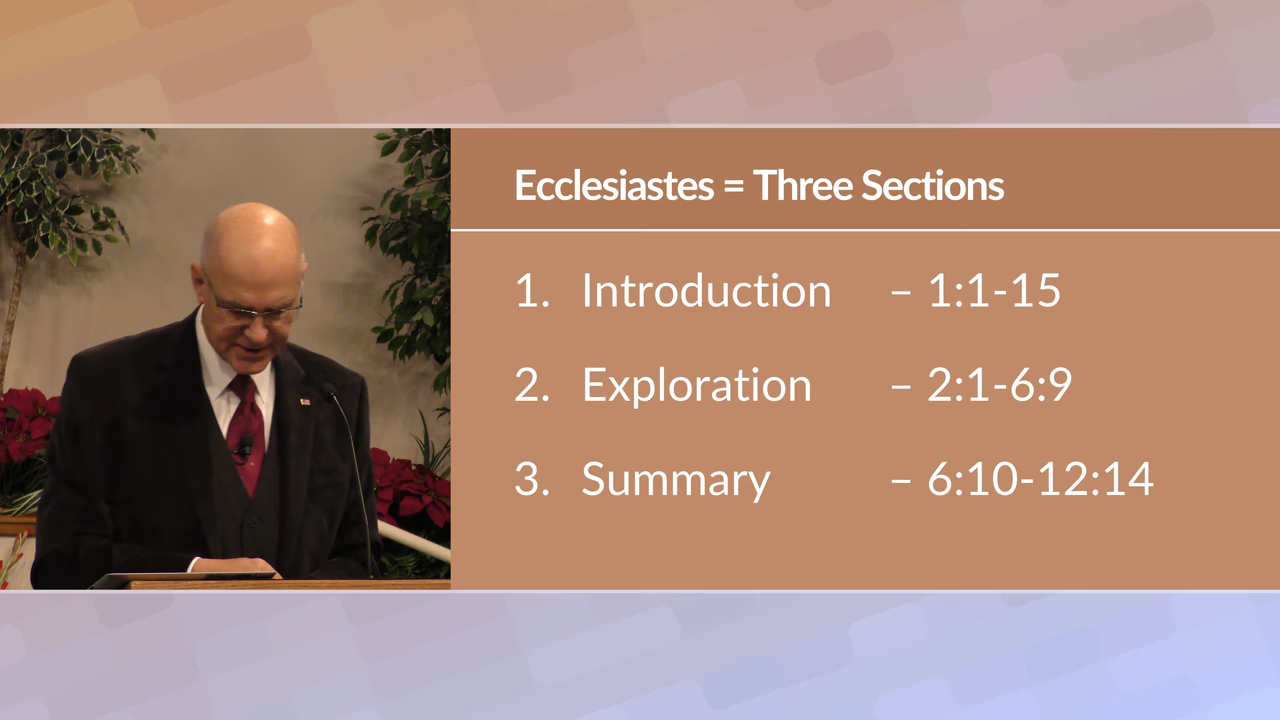 Ecclesiastes = Three Sections
1. Introduction – 1:1-15
2. Exploration – 2:1-6:9
3. Summary – 6:10-12:14